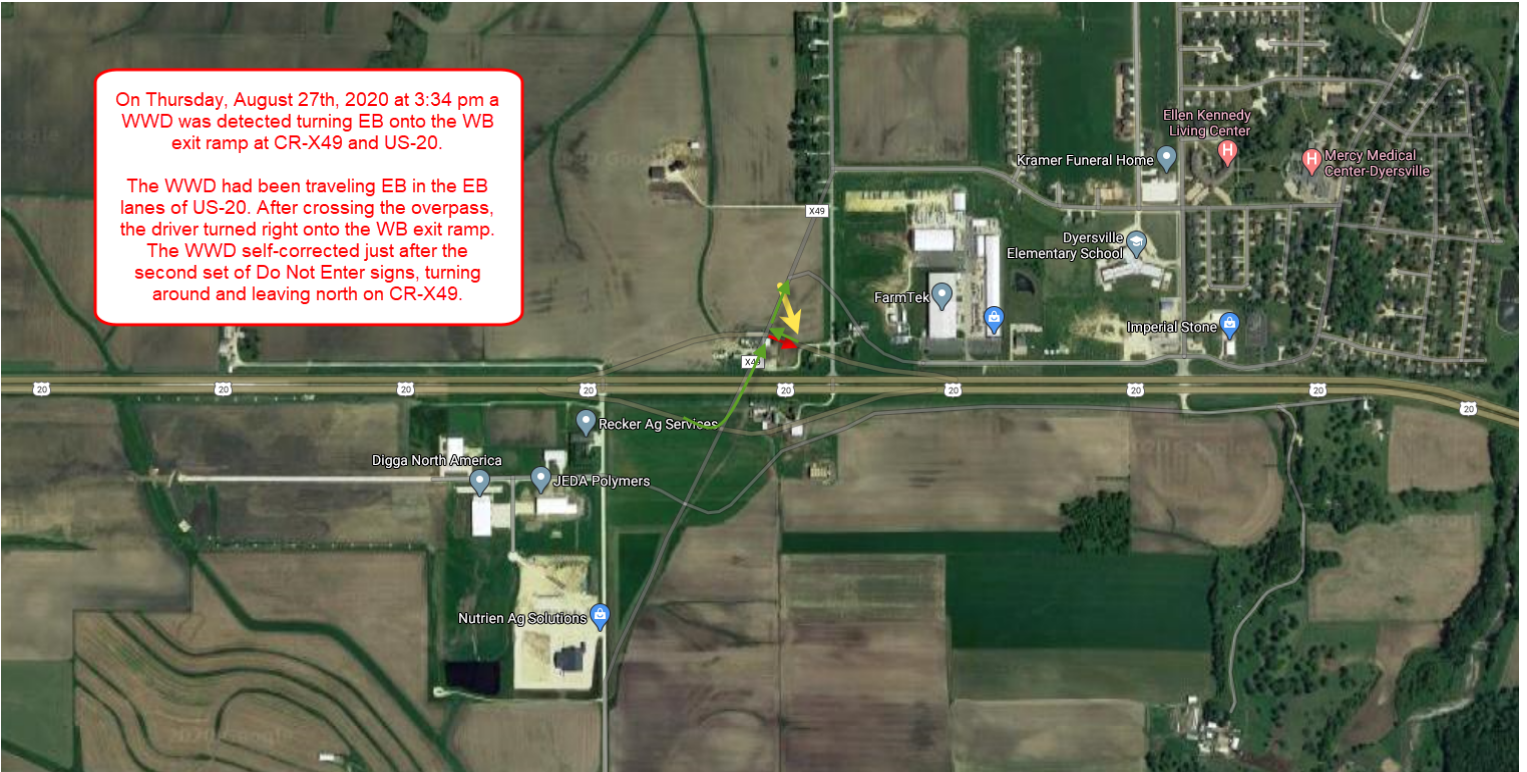 On Thursday, August 27th, 2020 at 3:34 pm a
WWD was detected turning EB onto the WB
exit ramp at CR-X49 and US-20.
The WWD had been traveling EB in the EB
lanes of US-20. After crossing the overpass,
the driver turned right onto the WB exit ramp.
The WWD self-corrected just after the
second set of Do Not Enter signs, turning
around and leaving north on CR-X49.
Ellen Kennedy
Living Center
H
Kramer Funeral Home
H
Mercy Medical
Center-Dyersville
X49
Dyersville
Elementary School
FarmTek
Imperial Stone
X49
20
20
20
20
20
20
20
20
20
Recker Ag Services
Digga North America
JEDA Polymers
Nutrien Ag Solutions